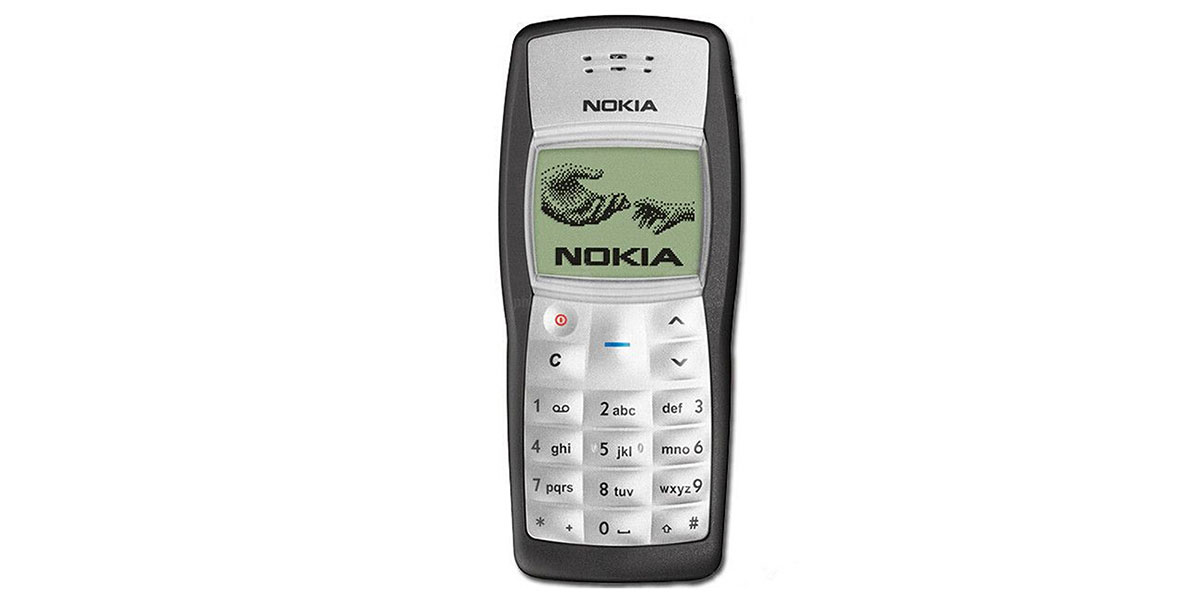 NOKIA
NOKIA
C
1 2 abc def 3
4 ghi 5 jkl mno 6
7 pqrs 8 tuv wxyz 9
* + 0 #